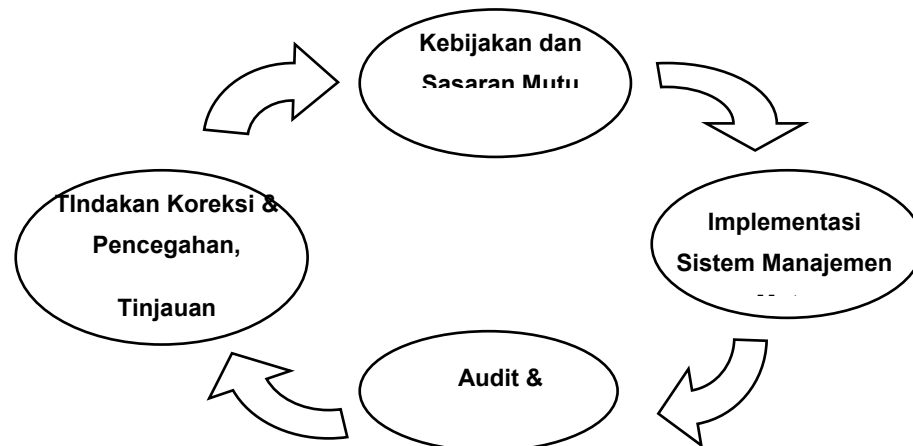 Kebijakan dan
Sasaran Mutu
Implementasi
Sistem Manajemen
Audit &
TIndakan Koreksi &
Pencegahan,
Tinjauan